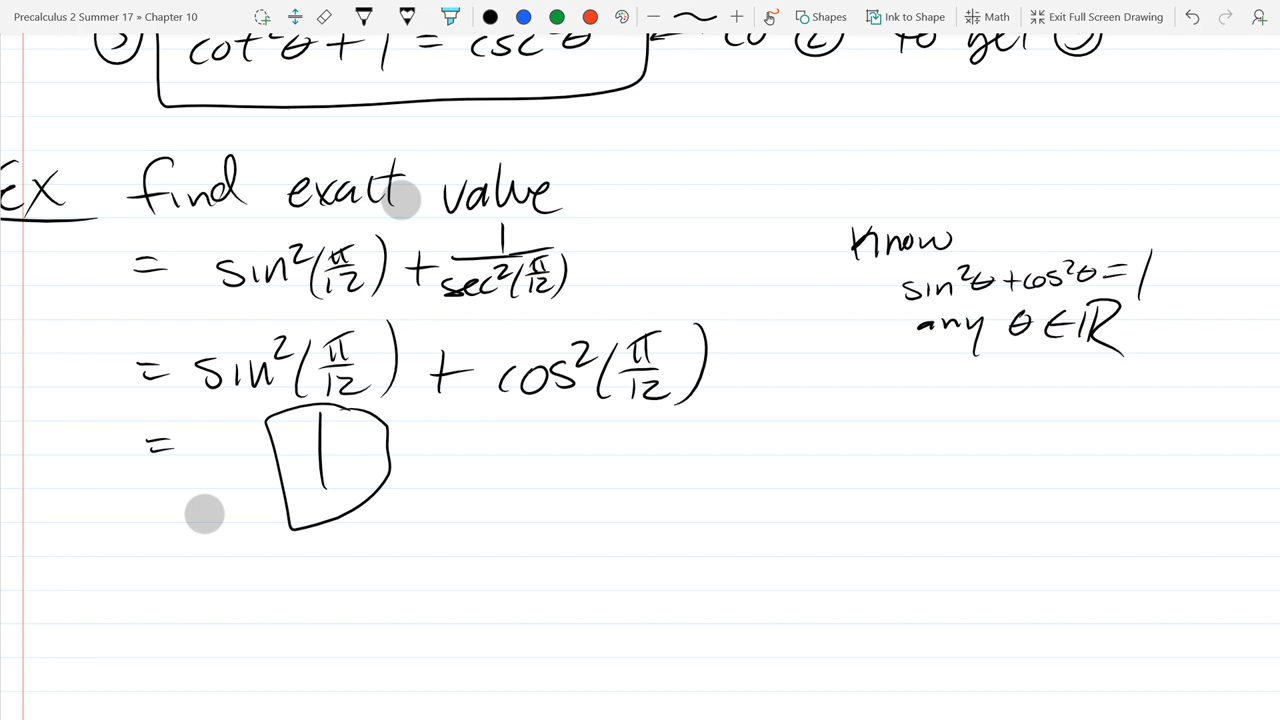 Precalculus 2 Summer 17 » Chapter 10
Shapes Ink to Shape Math Exit Full Screen Drawing
cot²θ + 1 = csc²θ ② to get ③
Ex find exact value
= sin²(π/12) + 1/sec²(π/12)
= sin²(π/12) + cos²(π/12)
= 1
Know
sin²θ + cos²θ = 1
any θ ∈ ℝ